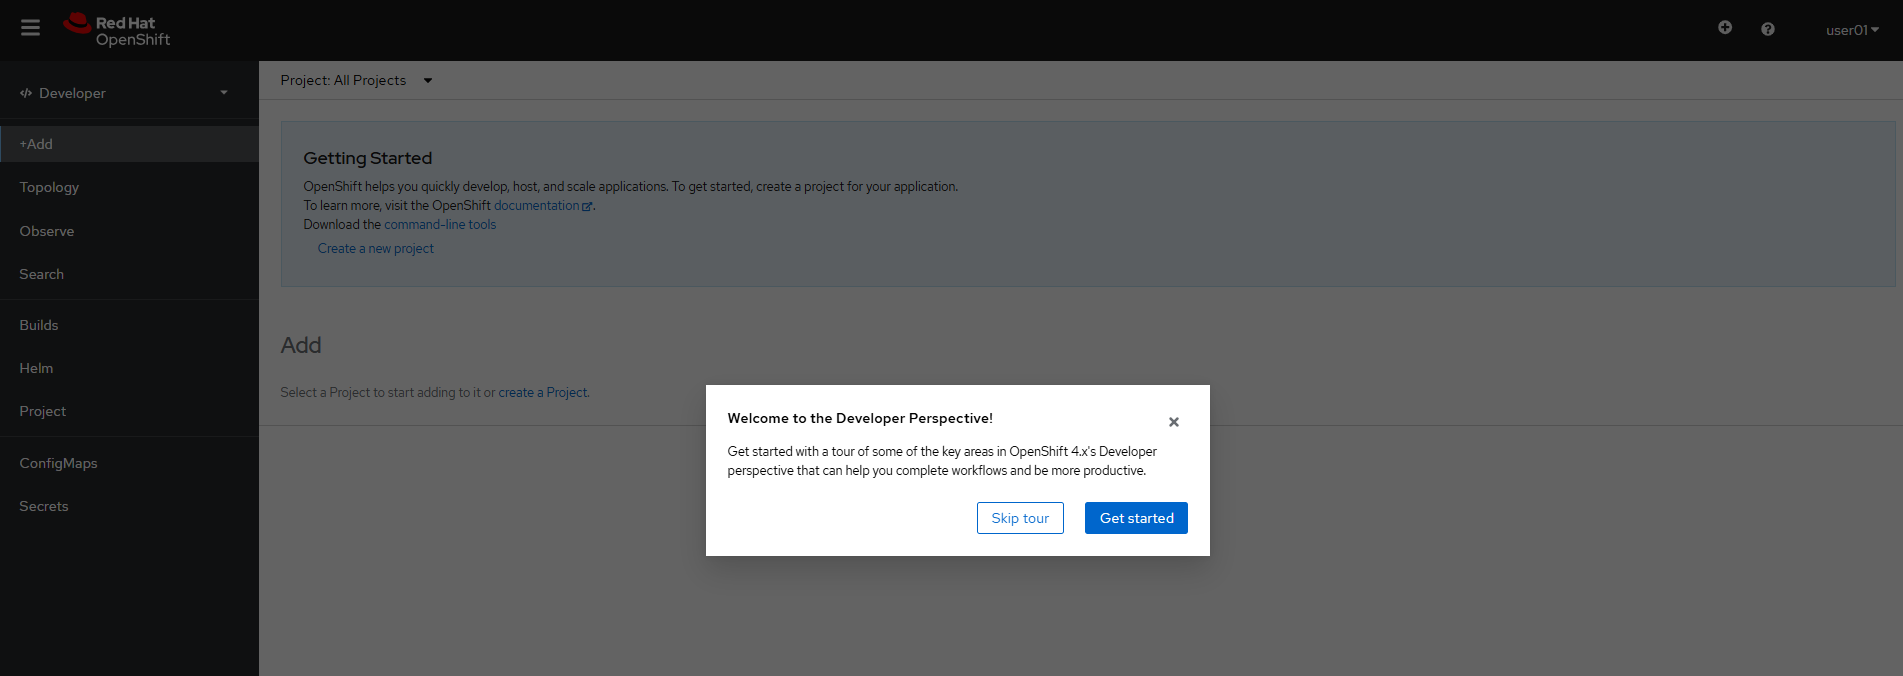 Red Hat
OpenShift
user01
Developer
+Add
Topology
Observe
Search
Builds
Helm
Project
ConfigMaps
Secrets
Project: All Projects
Getting Started
OpenShift helps you quickly develop, host, and scale applications. To get started, create a project for your application.
To learn more, visit the OpenShift documentation.
Download the command-line tools
Create a new project
Add
Select a Project to start adding to it or create a Project.
Welcome to the Developer Perspective!
Get started with a tour of some of the key areas in OpenShift 4.x's Developer
perspective that can help you complete workflows and be more productive.
Skip tour
Get started